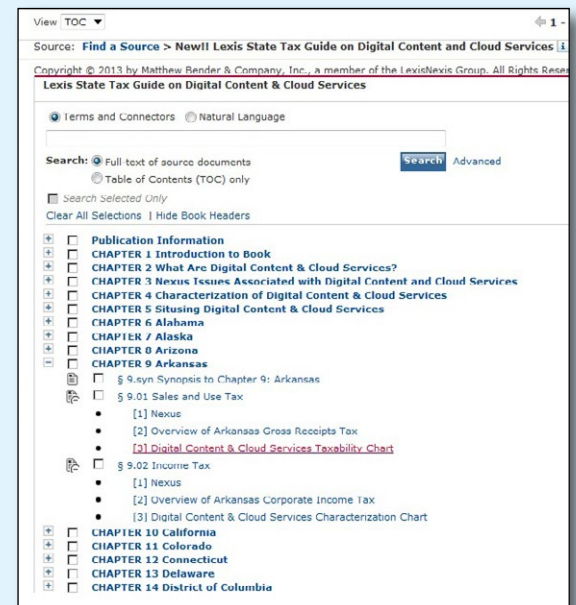 View TOC
1 -
Source: Find a Source > New!! Lexis State Tax Guide on Digital Content and Cloud Services i
Copyright © 2013 by Matthew Bender & Company, Inc., a member of the LexisNexis Group. All Rights Reser
Lexis State Tax Guide on Digital Content & Cloud Services
Terms and Connectors Natural Language
Search: Full-text of source documents Search Advanced
Table of Contents (TOC) only
Search Selected Only
Clear All Selections | Hide Book Headers
Publication Information
CHAPTER 1 Introduction to Book
CHAPTER 2 What Are Digital Content & Cloud Services?
CHAPTER 3 Nexus Issues Associated with Digital Content and Cloud Services
CHAPTER 4 Characterization of Digital Content & Cloud Services
CHAPTER 5 Situsing Digital Content & Cloud Services
CHAPTER 6 Alabama
CHAPTER 7 Alaska
CHAPTER 8 Arizona
CHAPTER 9 Arkansas
§ 9.syn Synopsis to Chapter 9: Arkansas
§ 9.01 Sales and Use Tax
[1] Nexus
[2] Overview of Arkansas Gross Receipts Tax
[3] Digital Content & Cloud Services Taxability Chart
§ 9.02 Income Tax
[1] Nexus
[2] Overview of Arkansas Corporate Income Tax
[3] Digital Content & Cloud Services Characterization Chart
CHAPTER 10 California
CHAPTER 11 Colorado
CHAPTER 12 Connecticut
CHAPTER 13 Delaware
CHAPTER 14 District of Columbia